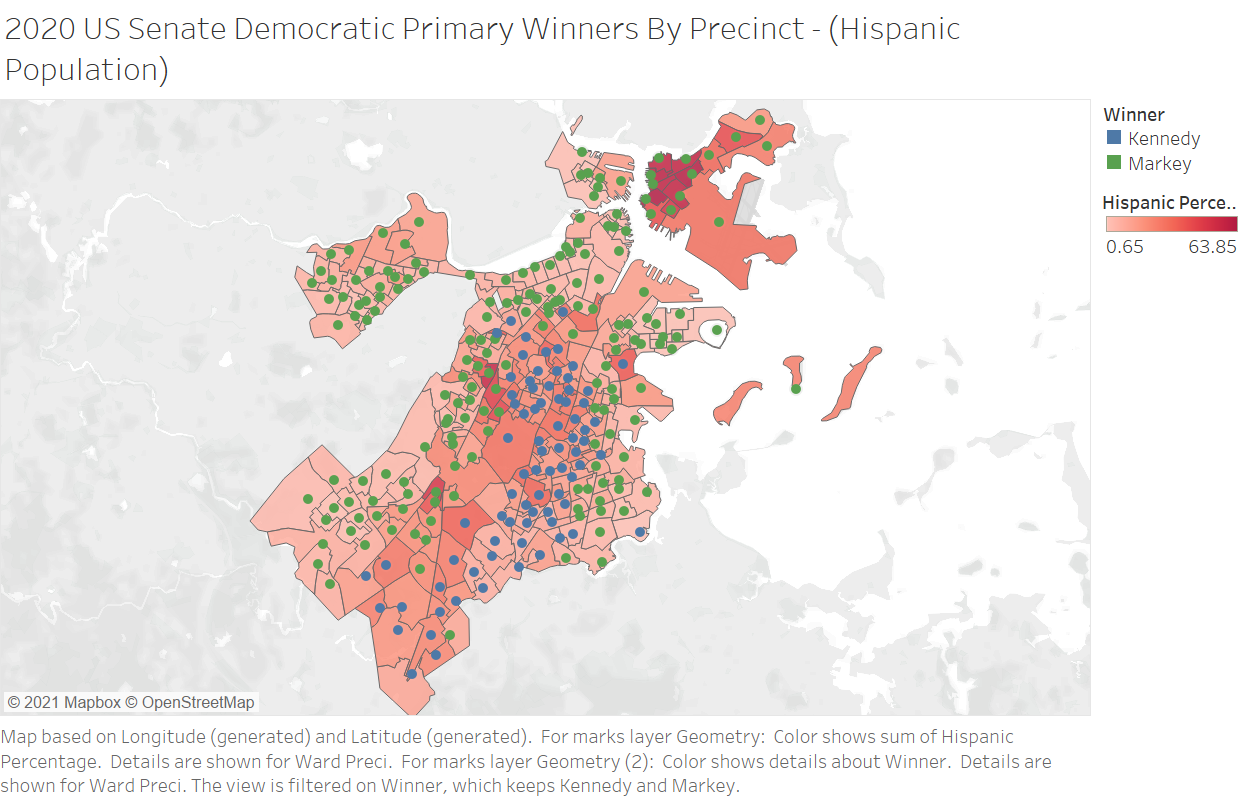 2020 US Senate Democratic Primary Winners By Precinct - (Hispanic
Population)
Winner
Kennedy
Markey
Hispanic Perce..
0.65 63.85
© 2021 Mapbox © OpenStreetMap
Map based on Longitude (generated) and Latitude (generated). For marks layer Geometry: Color shows sum of Hispanic
Percentage. Details are shown for Ward Preci. For marks layer Geometry (2): Color shows details about Winner. Details are
shown for Ward Preci. The view is filtered on Winner, which keeps Kennedy and Markey.